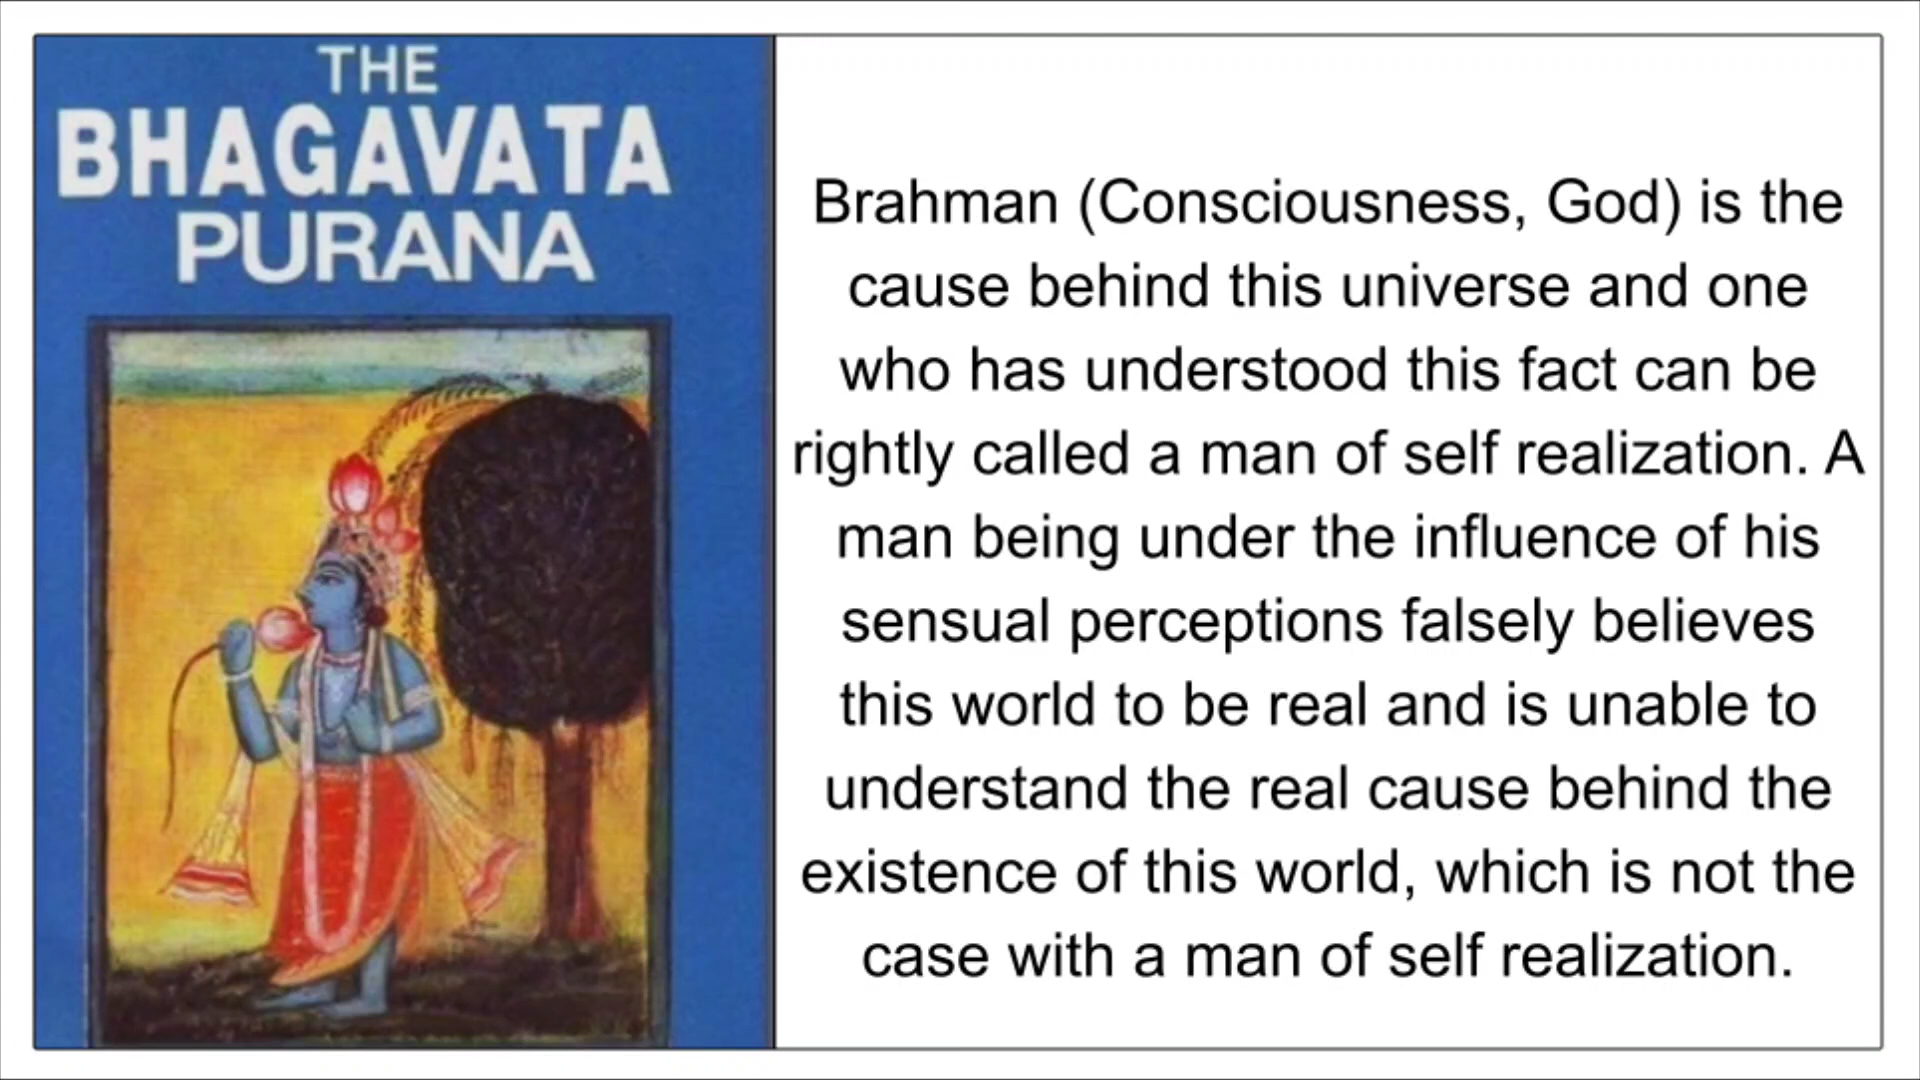 THE
BHAGAVATA
PURANA
Brahman (Consciousness, God) is the
cause behind this universe and one
who has understood this fact can be
rightly called a man of self realization. A
man being under the influence of his
sensual perceptions falsely believes
this world to be real and is unable to
understand the real cause behind the
existence of this world, which is not the
case with a man of self realization.